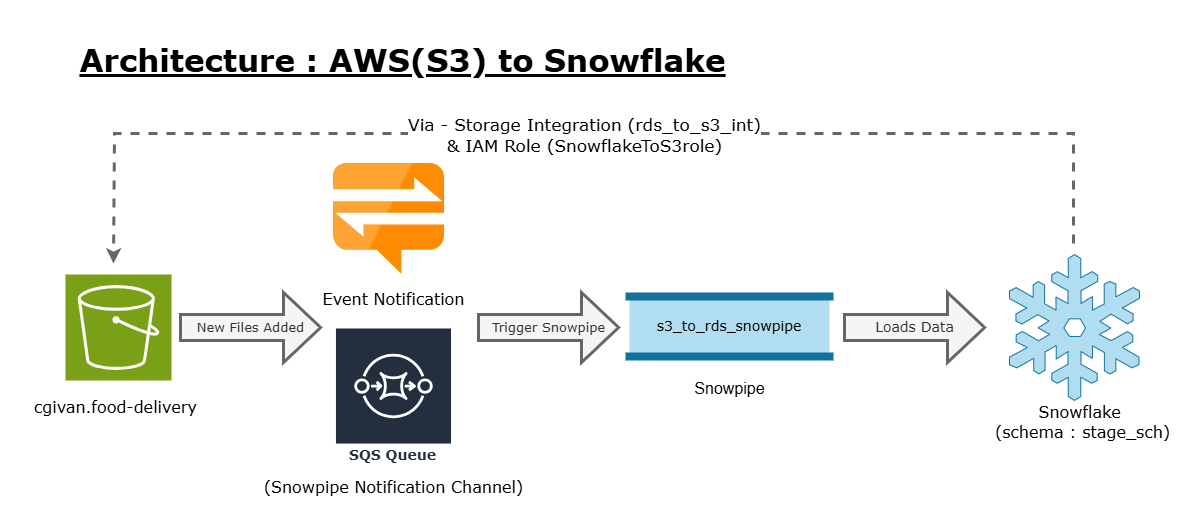 Architecture : AWS(S3) to Snowflake
Via - Storage Integration (rds_to_s3_int)
& IAM Role (SnowflakeToS3role)
Event Notification
New Files Added
Trigger Snowpipe
s3_to_rds_snowpipe
Loads Data
Snowpipe
cgivan.food-delivery
Snowflake
(schema : stage_sch)
SQS Queue
(Snowpipe Notification Channel)